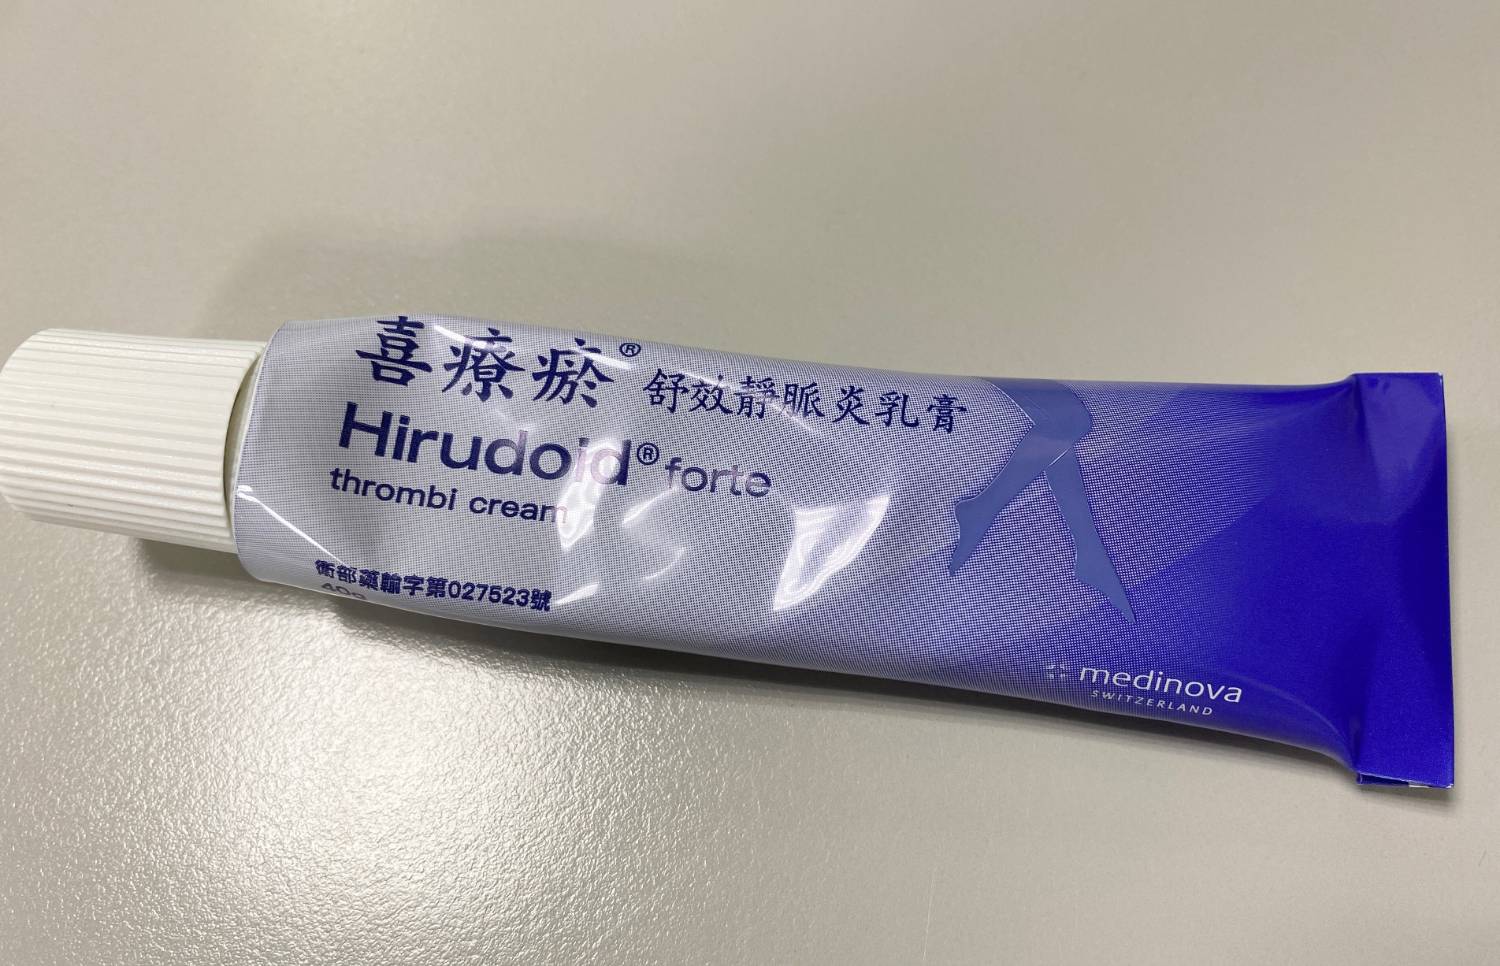 喜療瘀® 舒效靜脈炎乳膏
Hirudoid® forte
thrombi cream
衛部藥輸字第027523號
40g
medinova
SWITZERLAND